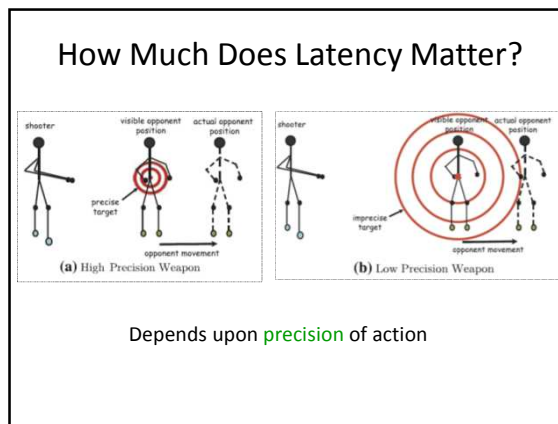 How Much Does Latency Matter?
shooter
visible opponent
position
actual opponent
position
precise
target
opponent movement
(a) High Precision Weapon
shooter
visible opponent
position
actual opponent
position
imprecise
target
opponent movement
(b) Low Precision Weapon
Depends upon precision of action